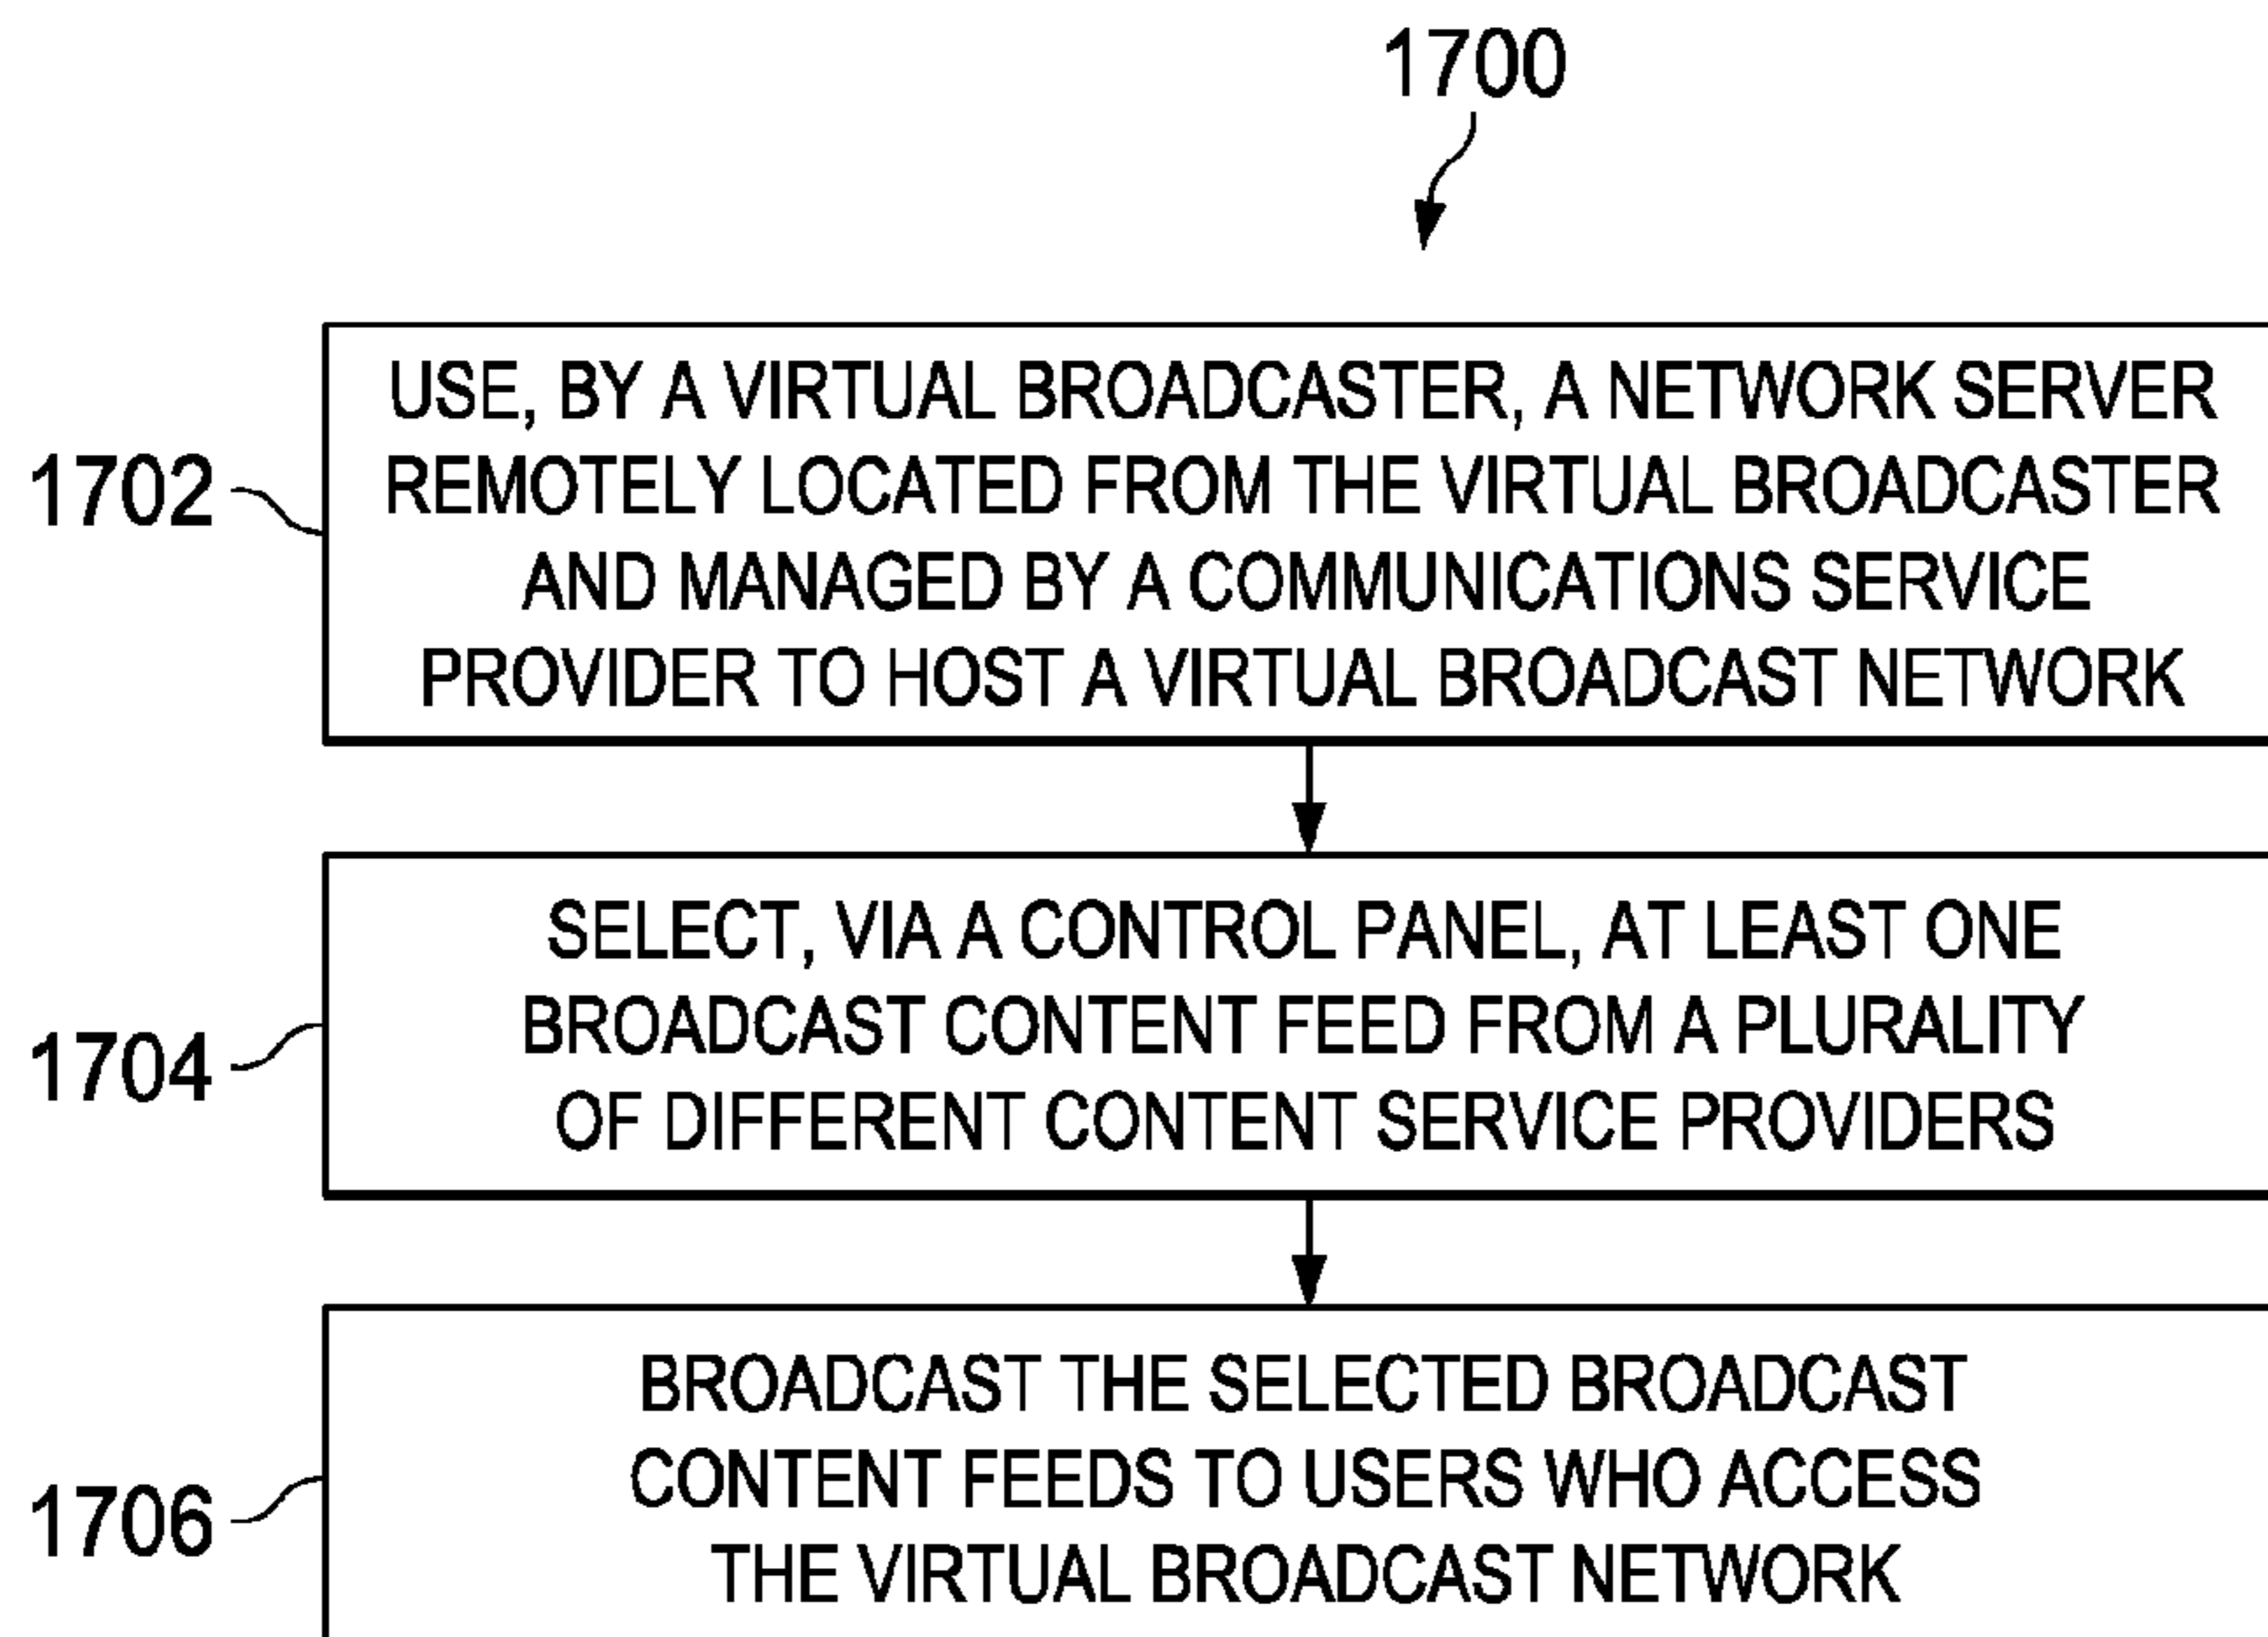 1700
USE, BY A VIRTUAL BROADCASTER, A NETWORK SERVER
REMOTELY LOCATED FROM THE VIRTUAL BROADCASTER
1702
AND MANAGED BY A COMMUNICATIONS SERVICE
PROVIDER TO HOST A VIRTUAL BROADCAST NETWORK
SELECT, VIA A CONTROL PANEL, AT LEAST ONE
BROADCAST CONTENT FEED FROM A PLURALITY
1704
OF DIFFERENT CONTENT SERVICE PROVIDERS
BROADCAST THE SELECTED BROADCAST
CONTENT FEEDS TO USERS WHO ACCESS
1706
THE VIRTUAL BROADCAST NETWORK